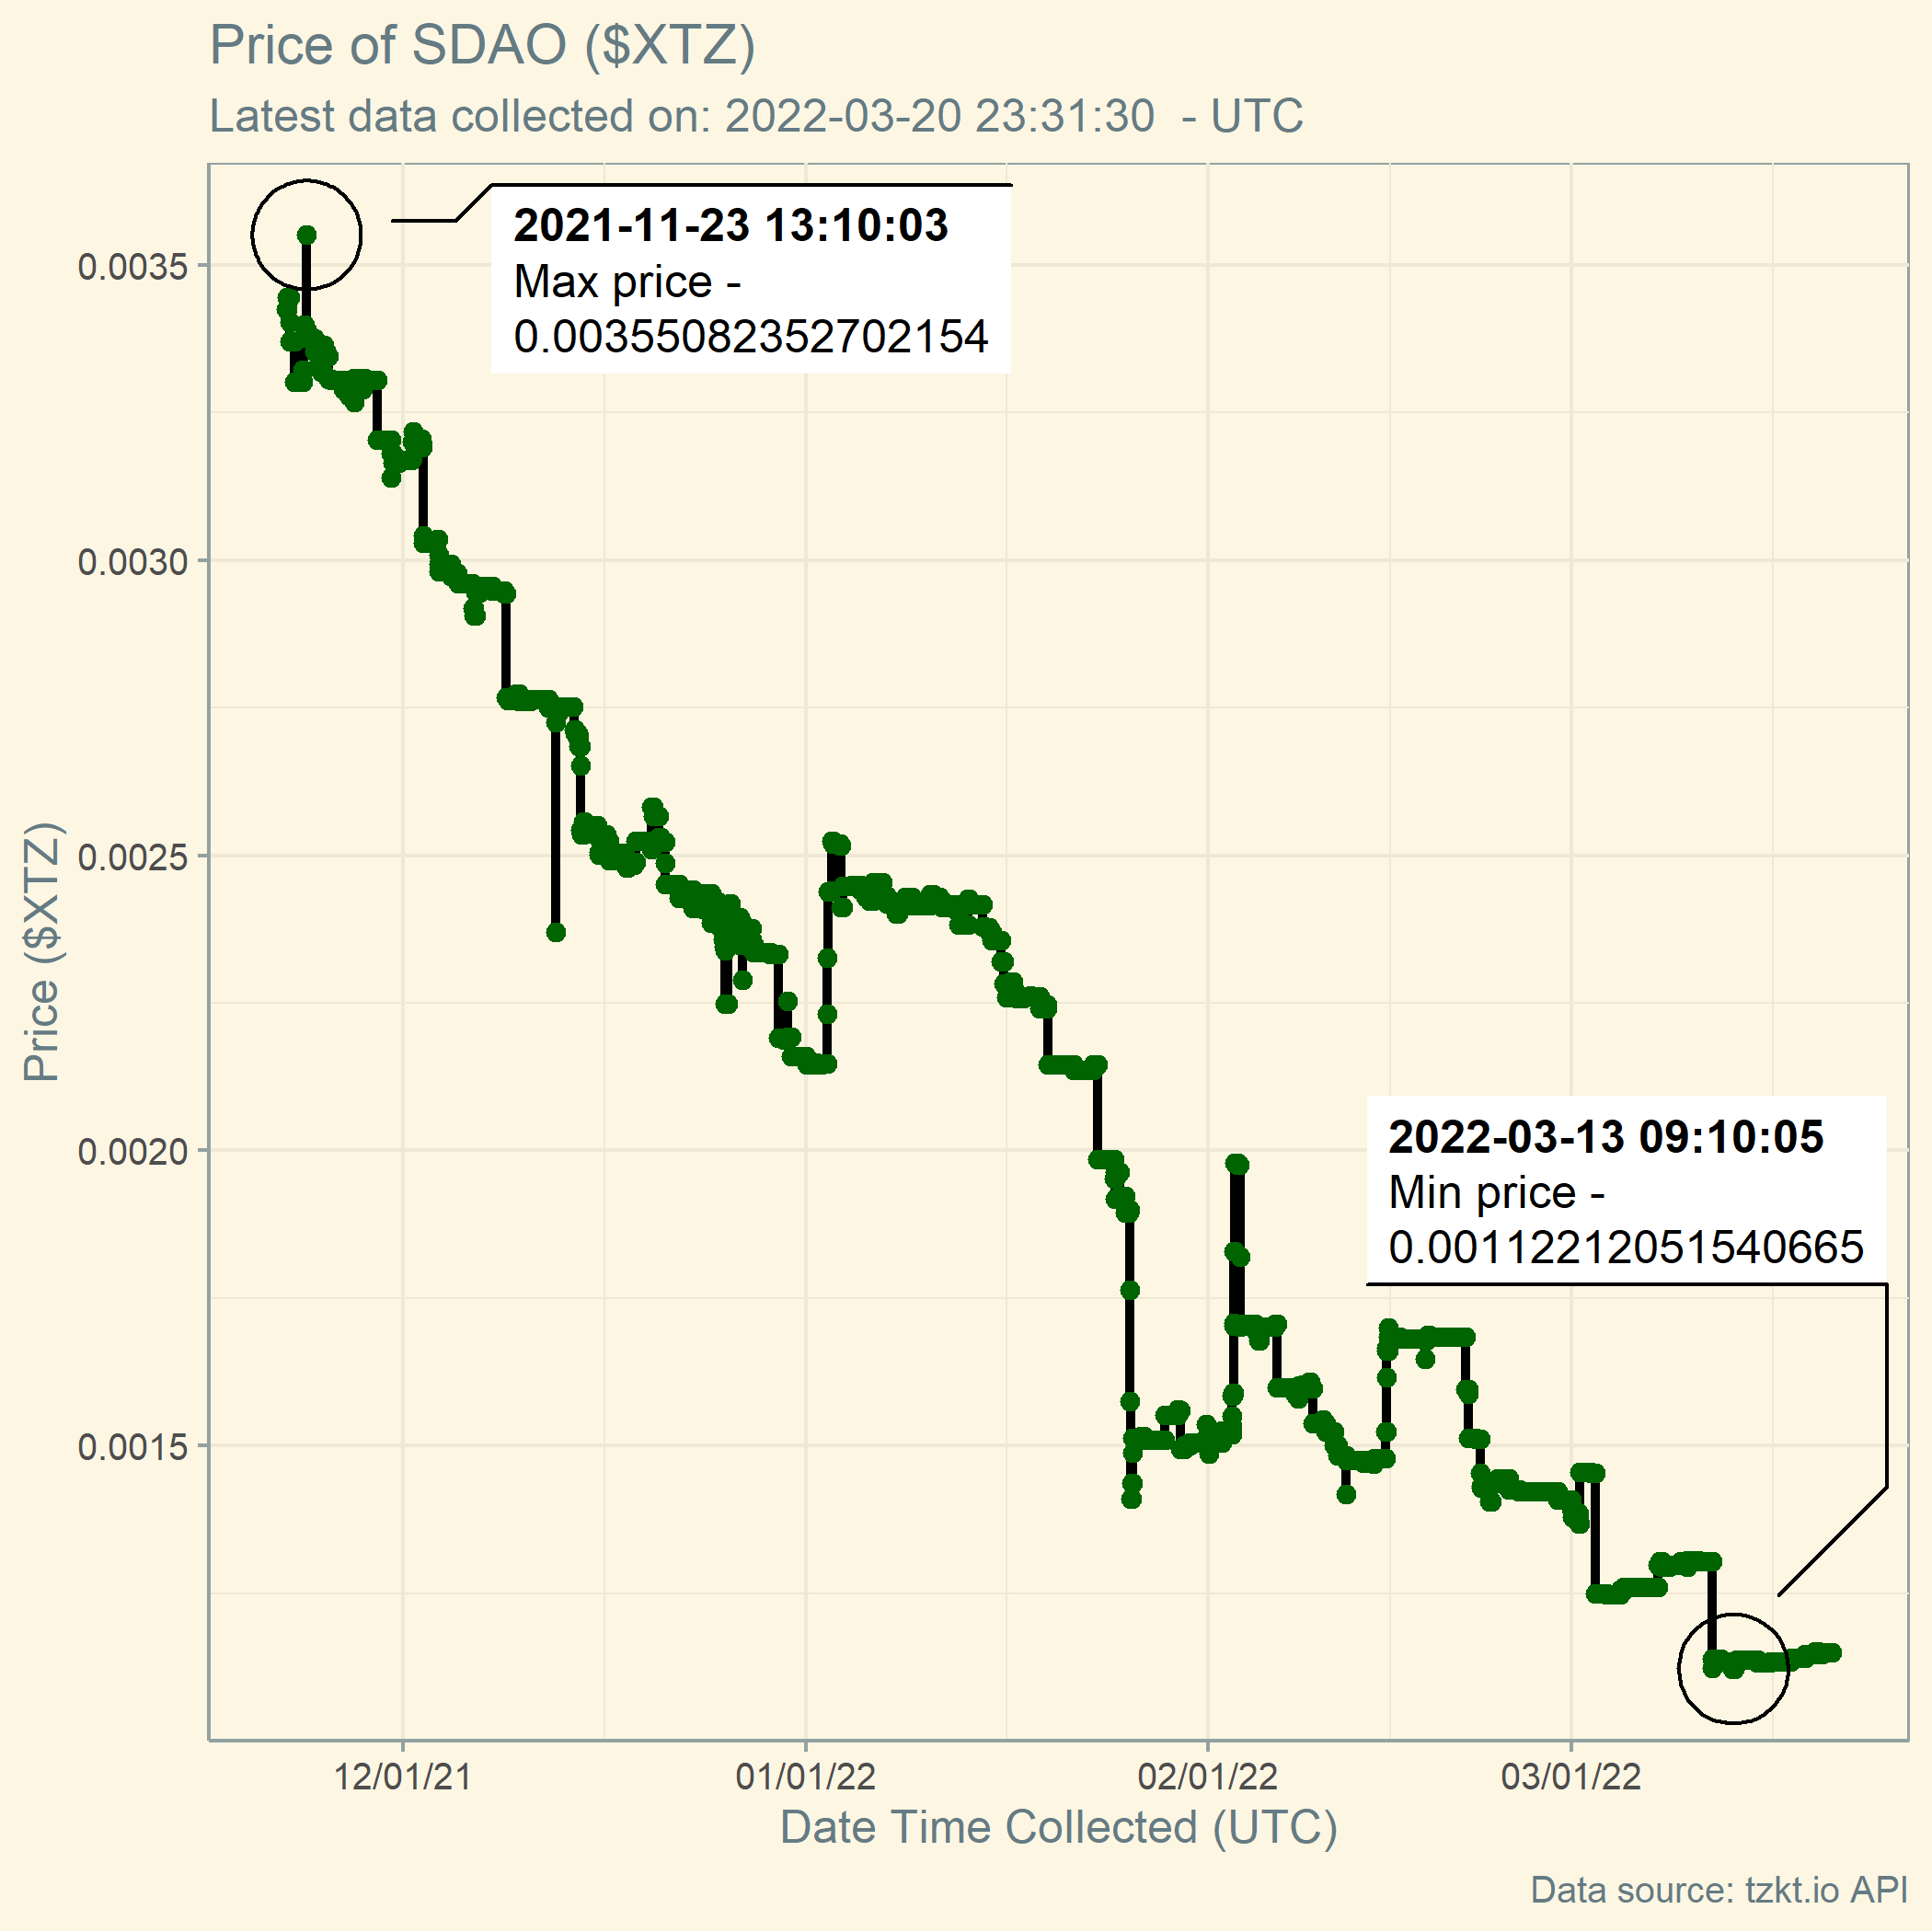 Price of SDAO ($XTZ)
Latest data collected on: 2022-03-20 23:31:30  - UTC
2021-11-23 13:10:03
Max price -
0.00355082352702154
2022-03-13 09:10:05
Min price -
0.00112212051540665
0.0035
0.0030
0.0025
0.0020
0.0015
Price ($XTZ)
12/01/21
01/01/22
02/01/22
03/01/22
Date Time Collected (UTC)
Data source: tzkt.io API